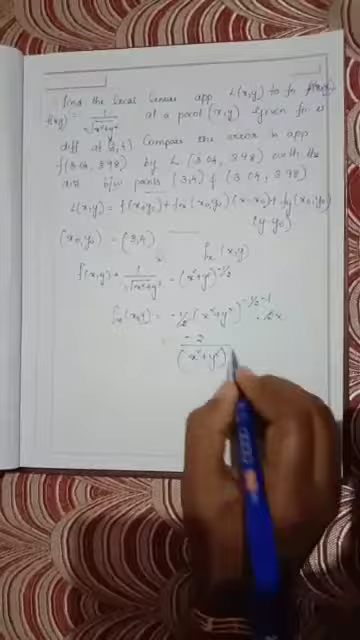 Find the local linear app L(x,y) to fn f(x,y)
f(x,y) = 1/√x²+y² at a point (x,y) given fn is
diff at (3,4). Compare the error in app
f(3.04, 3.98) by L (3.04, 3.98) with the
b/w points (3,4) & (3.04, 3.98)
L(x,y) = f(x₀,y₀) + fx (x₀,y₀) (x-x₀) + fy (x₀,y₀)
(y-y₀)
(x₀,y₀) = (3,4)
fx (x,y)
f(x,y) = 1/√x²+y² = (x²+y²)^-1/2
fx (x,y) = -1/2 (x²+y²)^-1/2-1 . 2x
(x²+y²)